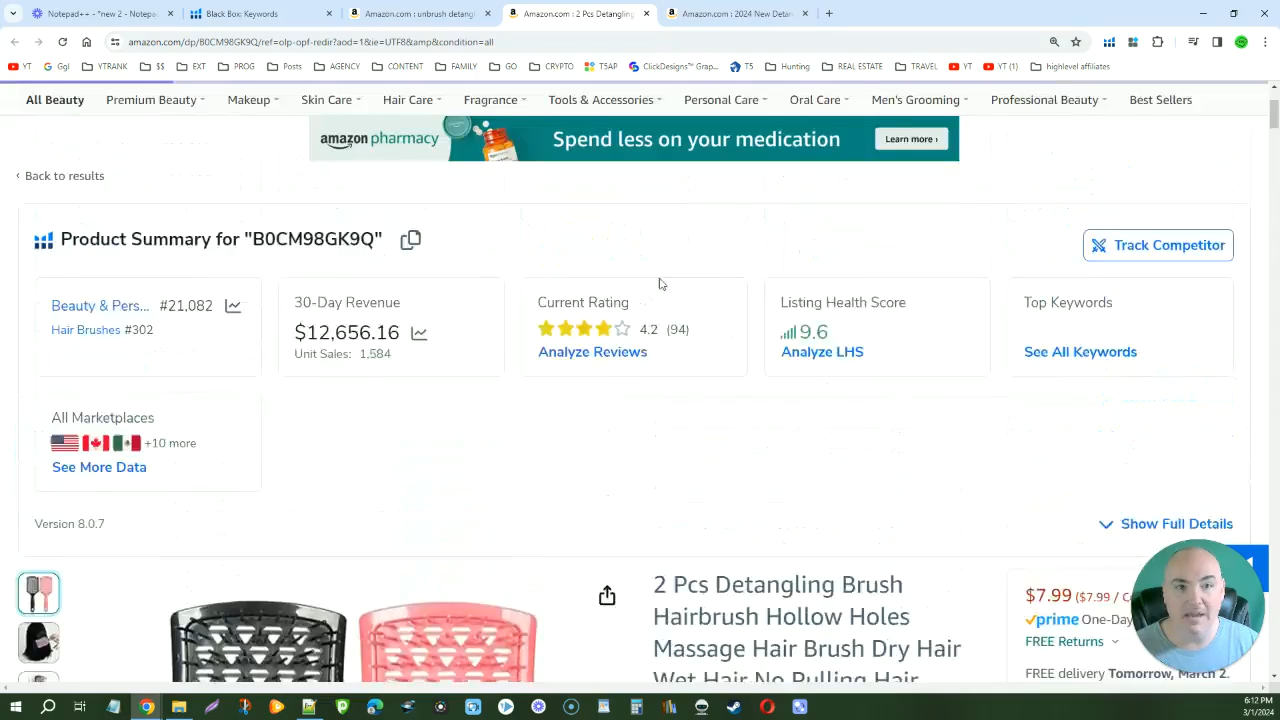 *new 2 - Notepad++
Black Box: Keywords
Amazon.com : unbrush detangl
Amazon.com : 2 Pcs Detangling
Amazon.com : 2024 New Detan
amazon.com/dp/B0CM98GK9Q/ref=olp-opf-redir?aod=1&ie=UTF8&amp&condition=all
YT
Ggl
YTRANK
$$
EXT
PROG
Posts
AGENCY
CONTENT
FAMILY
GO
CRYPTO
T5AP
ClickDesigns™ Grap...
T5
Hunting
REAL ESTATE
TRAVEL
YT
YT (1)
highlevel affiliates
All Beauty Premium Beauty Makeup Skin Care Hair Care Fragrance Tools & Accessories Personal Care Oral Care Men's Grooming Professional Beauty Best Sellers
amazon pharmacy Spend less on your medication Learn more ›
‹ Back to results
Product Summary for "B0CM98GK9Q"
Track Competitor
Beauty & Pers... #21,082
Hair Brushes #302
30-Day Revenue
$12,656.16
Unit Sales: 1,584
Current Rating
4.2 (94)
Analyze Reviews
Listing Health Score
9.6
Analyze LHS
Top Keywords
See All Keywords
All Marketplaces
+10 more
See More Data
Version 8.0.7
Show Full Details
2 Pcs Detangling Brush
Hairbrush Hollow Holes
Massage Hair Brush Dry Hair
Wet Hair No Pulling Hair
$7.99 ($7.99 / C
prime One-Day
FREE Returns
FREE delivery Tomorrow, March 2.
6:12 PM
3/1/2024